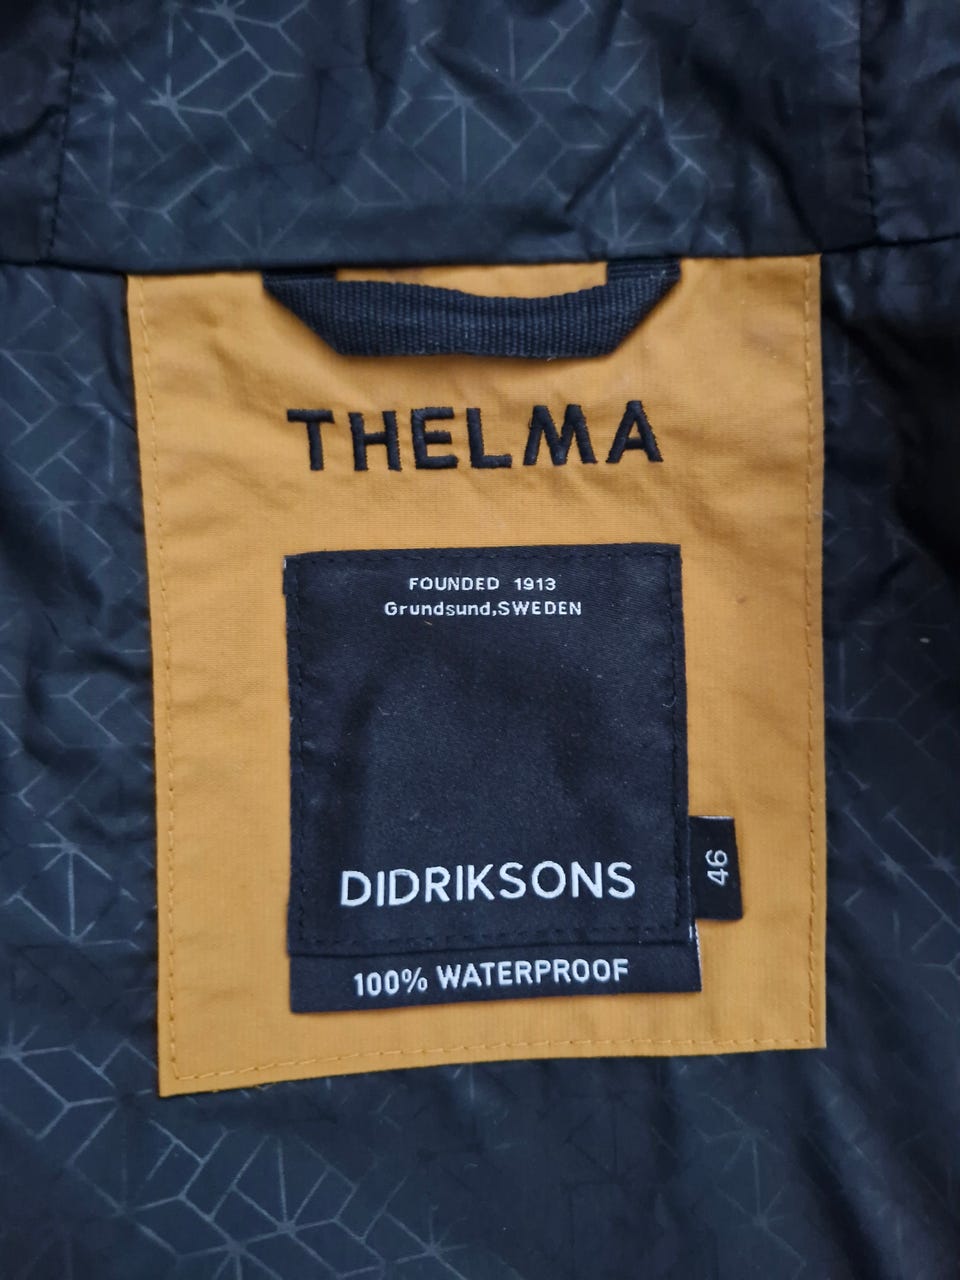 THELMA
FOUNDED 1913
Grundsund,SWEDEN
DIDRIKSONS
46
100% WATERPROOF